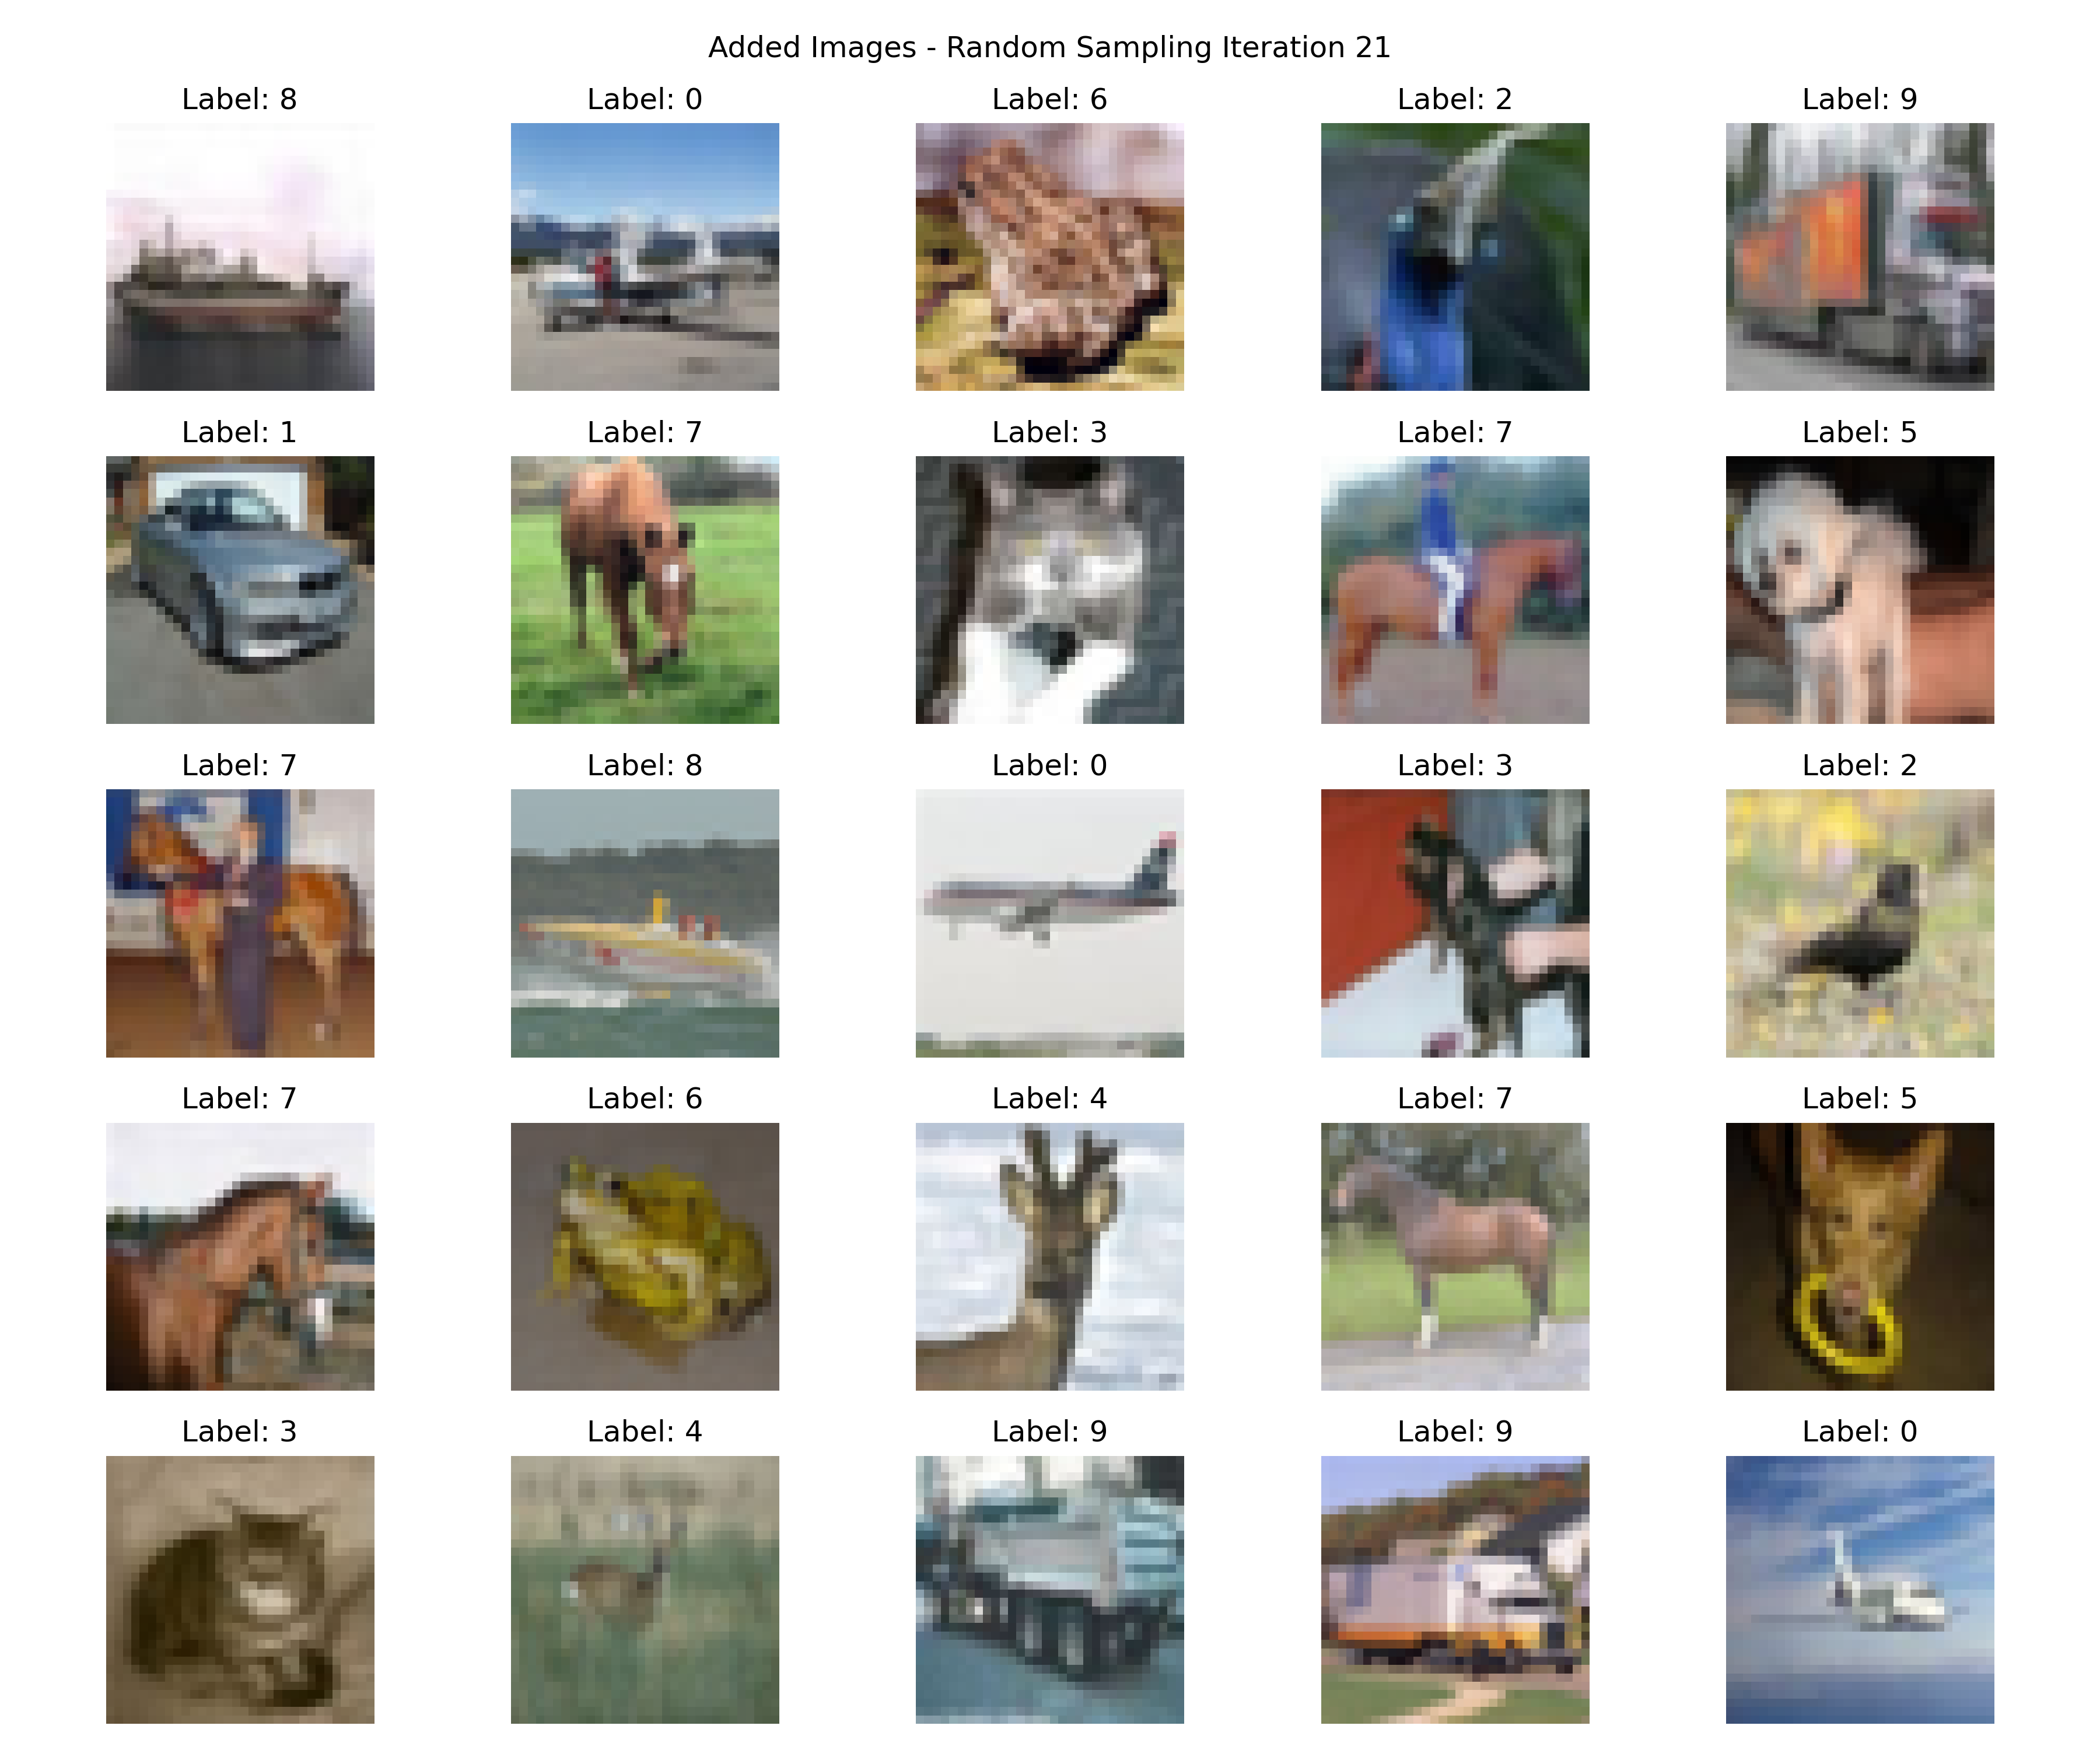 Added Images - Random Sampling Iteration 21
Label: 8 Label: 0 Label: 6 Label: 2 Label: 9
Label: 1 Label: 7 Label: 3 Label: 7 Label: 5
Label: 7 Label: 8 Label: 0 Label: 3 Label: 2
Label: 7 Label: 6 Label: 4 Label: 7 Label: 5
Label: 3 Label: 4 Label: 9 Label: 9 Label: 0